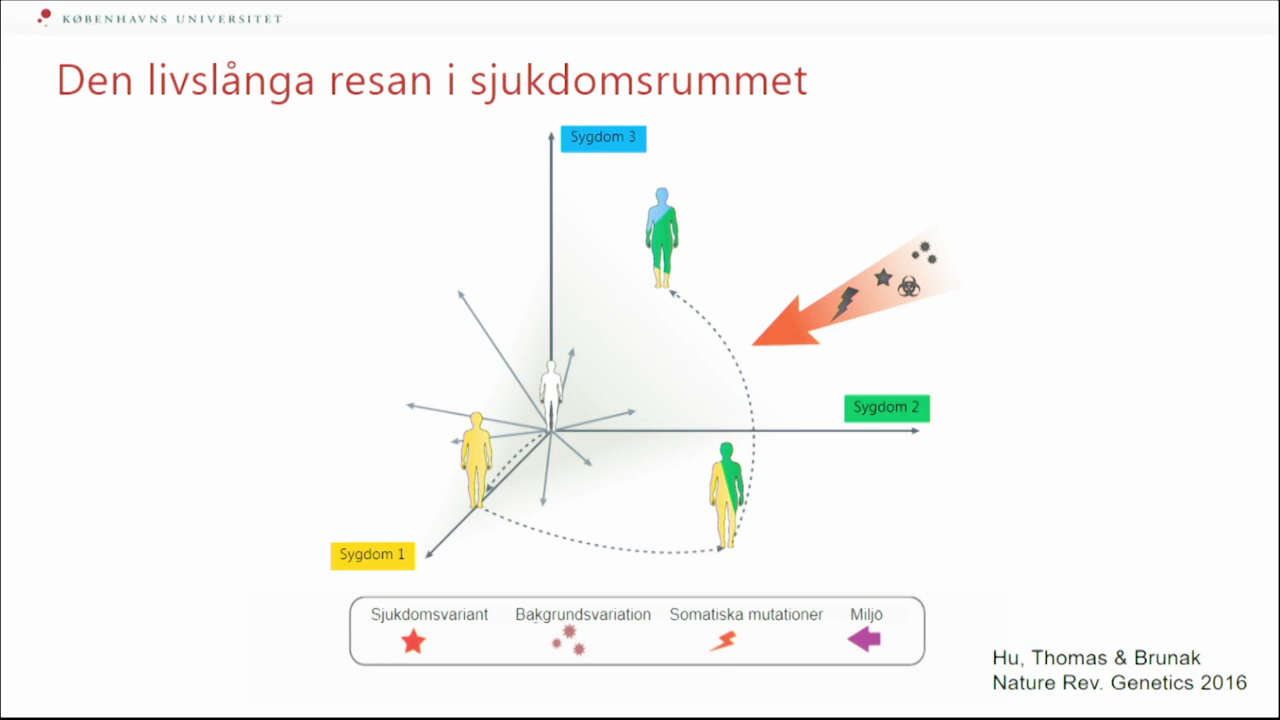 KØBENHAVNS UNIVERSITET
Den livslånga resan i sjukdomsrummet
Sygdom 3
Sygdom 2
Sygdom 1
Sjukdomsvariant Bakgrundsvariation Somatiska mutationer Miljö
Hu, Thomas & Brunak
Nature Rev. Genetics 2016